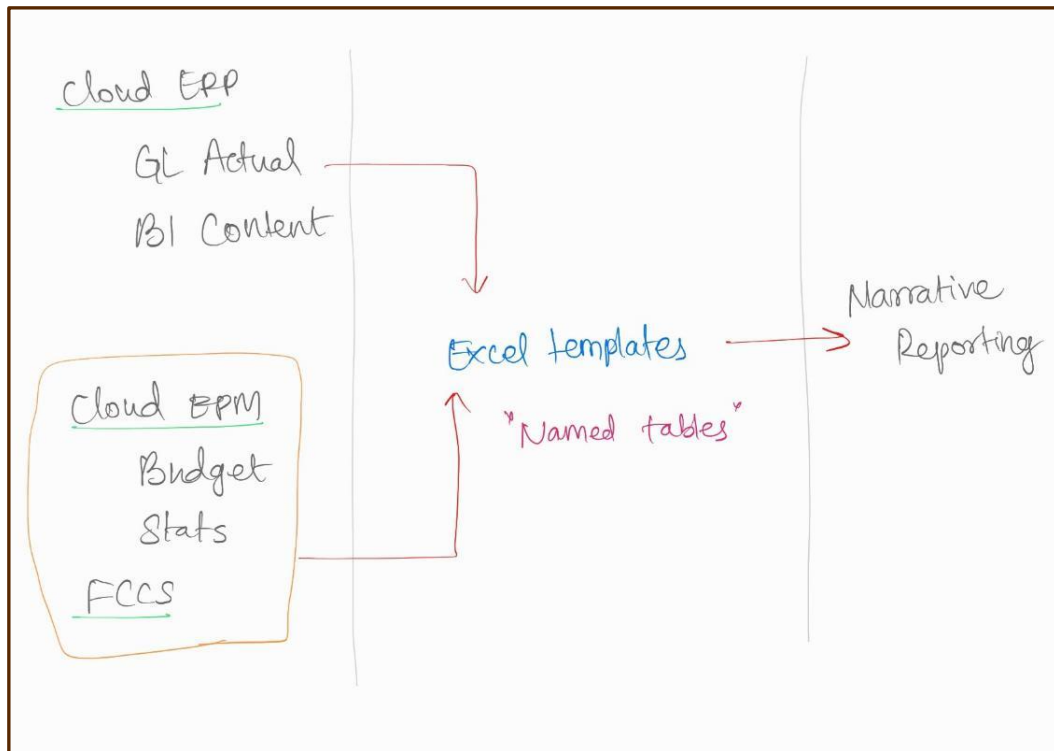 Cloud ERP
GL Actual
BI Content
Cloud EPM
Budget
Stats
FCCS
Excel templates
"Named tables"
Narrative
Reporting